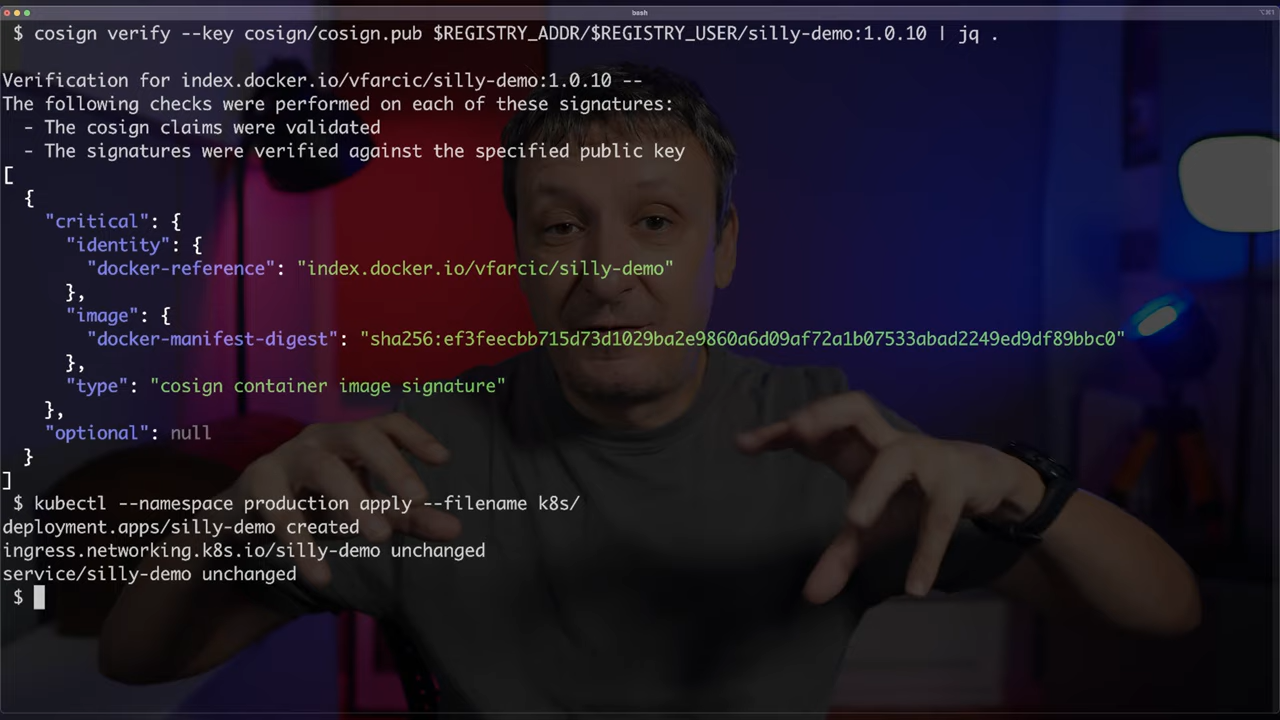 bash
$ cosign verify --key cosign/cosign.pub $REGISTRY_ADDR/$REGISTRY_USER/silly-demo:1.0.10 | jq .
Verification for index.docker.io/vfarcic/silly-demo:1.0.10 --
The following checks were performed on each of these signatures:
  - The cosign claims were validated
  - The signatures were verified against the specified public key
[
  {
    "critical": {
      "identity": {
        "docker-reference": "index.docker.io/vfarcic/silly-demo"
      },
      "image": {
        "docker-manifest-digest": "sha256:ef3feecbb715d73d1029ba2e9860a6d09af72a1b07533abad2249ed9df89bbc0"
      },
      "type": "cosign container image signature"
    },
    "optional": null
  }
]
$ kubectl --namespace production apply --filename k8s/
deployment.apps/silly-demo created
ingress.networking.k8s.io/silly-demo unchanged
service/silly-demo unchanged
$